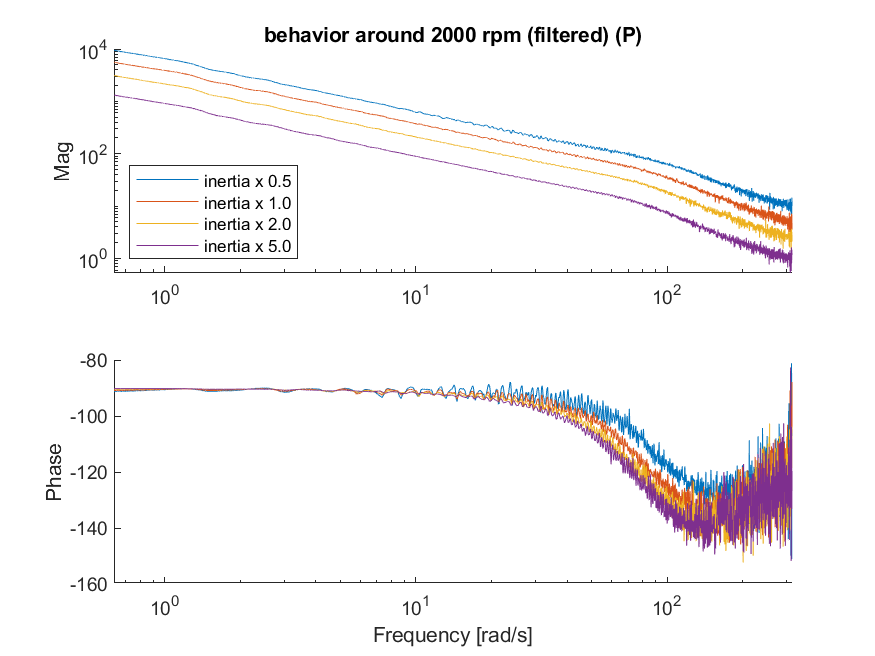 behavior around 2000 rpm (filtered) (P)
10^4
10^2
10^0
Mag
inertia x 0.5
inertia x 1.0
inertia x 2.0
inertia x 5.0
10^0
10^1
10^2
-80
-100
-120
-140
-160
Phase
10^0
10^1
10^2
Frequency [rad/s]